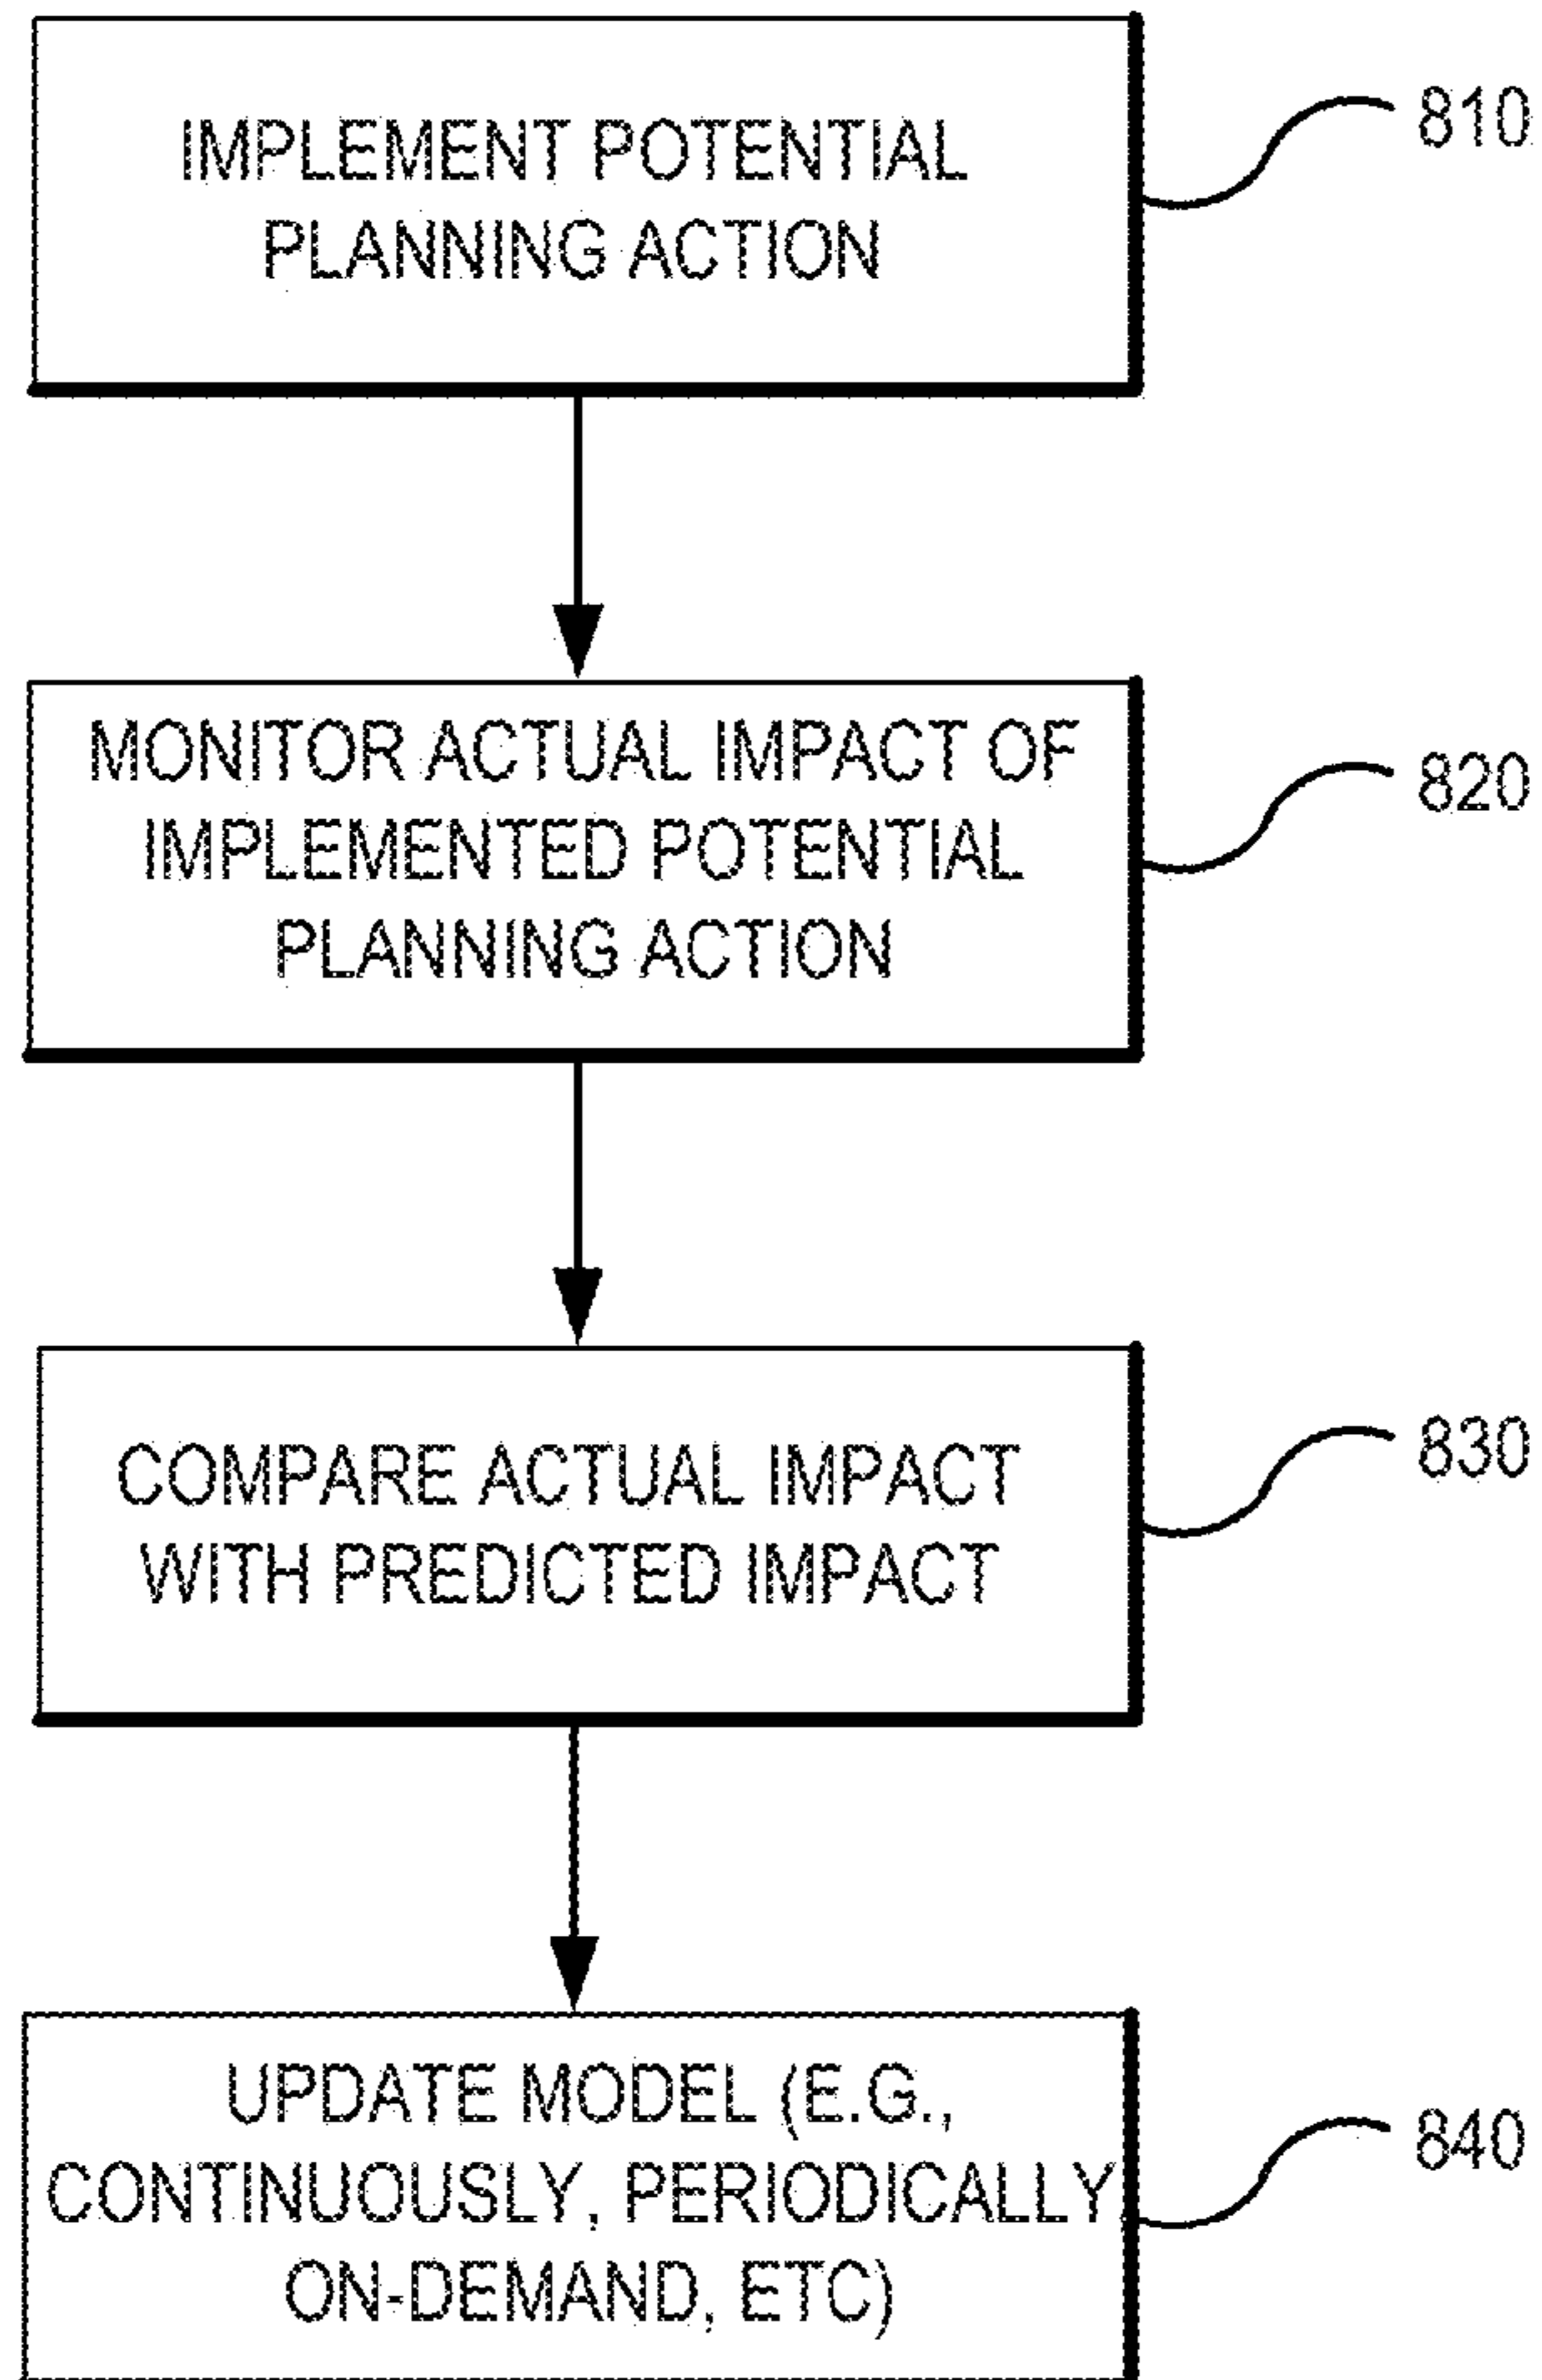 IMPLEMENT POTENTIAL
PLANNING ACTION
810
MONITOR ACTUAL IMPACT OF
IMPLEMENTED POTENTIAL
PLANNING ACTION
820
COMPARE ACTUAL IMPACT
WITH PREDICTED IMPACT
830
UPDATE MODEL (E.G.,
CONTINUOUSLY, PERIODICALLY,
ON-DEMAND, ETC)
840